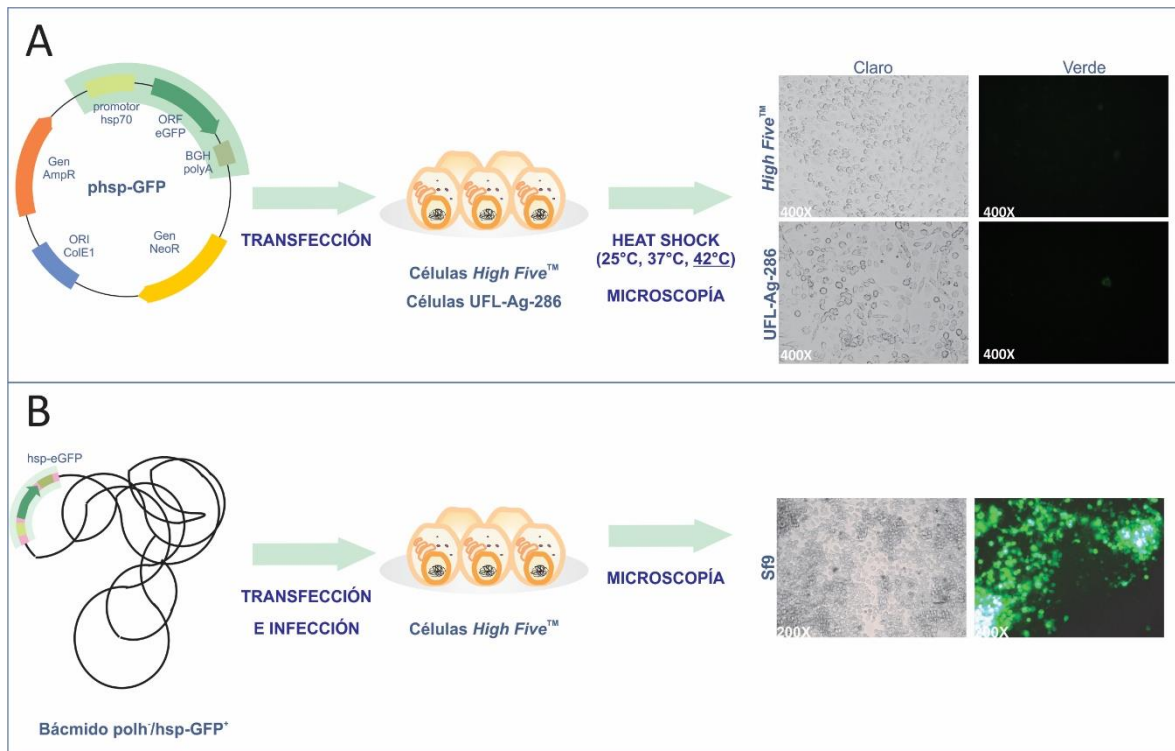 A
promotor
hsp70
ORF
eGFP
BGH
polyA
Gen
AmpR
phsp-GFP
ORI
ColE1
Gen
NeoR
TRANSFECCIÓN
Células High Five™
Células UFL-Ag-286
HEAT SHOCK
(25°C, 37°C, 42°C)
MICROSCOPÍA
Claro
Verde
High Five™
400X
400X
UFL-Ag-286
400X
400X
B
hsp-eGFP
Bácmido polh⁻/hsp-GFP⁺
TRANSFECCIÓN
E INFECCIÓN
Células High Five™
MICROSCOPÍA
Sf9
200X
200X